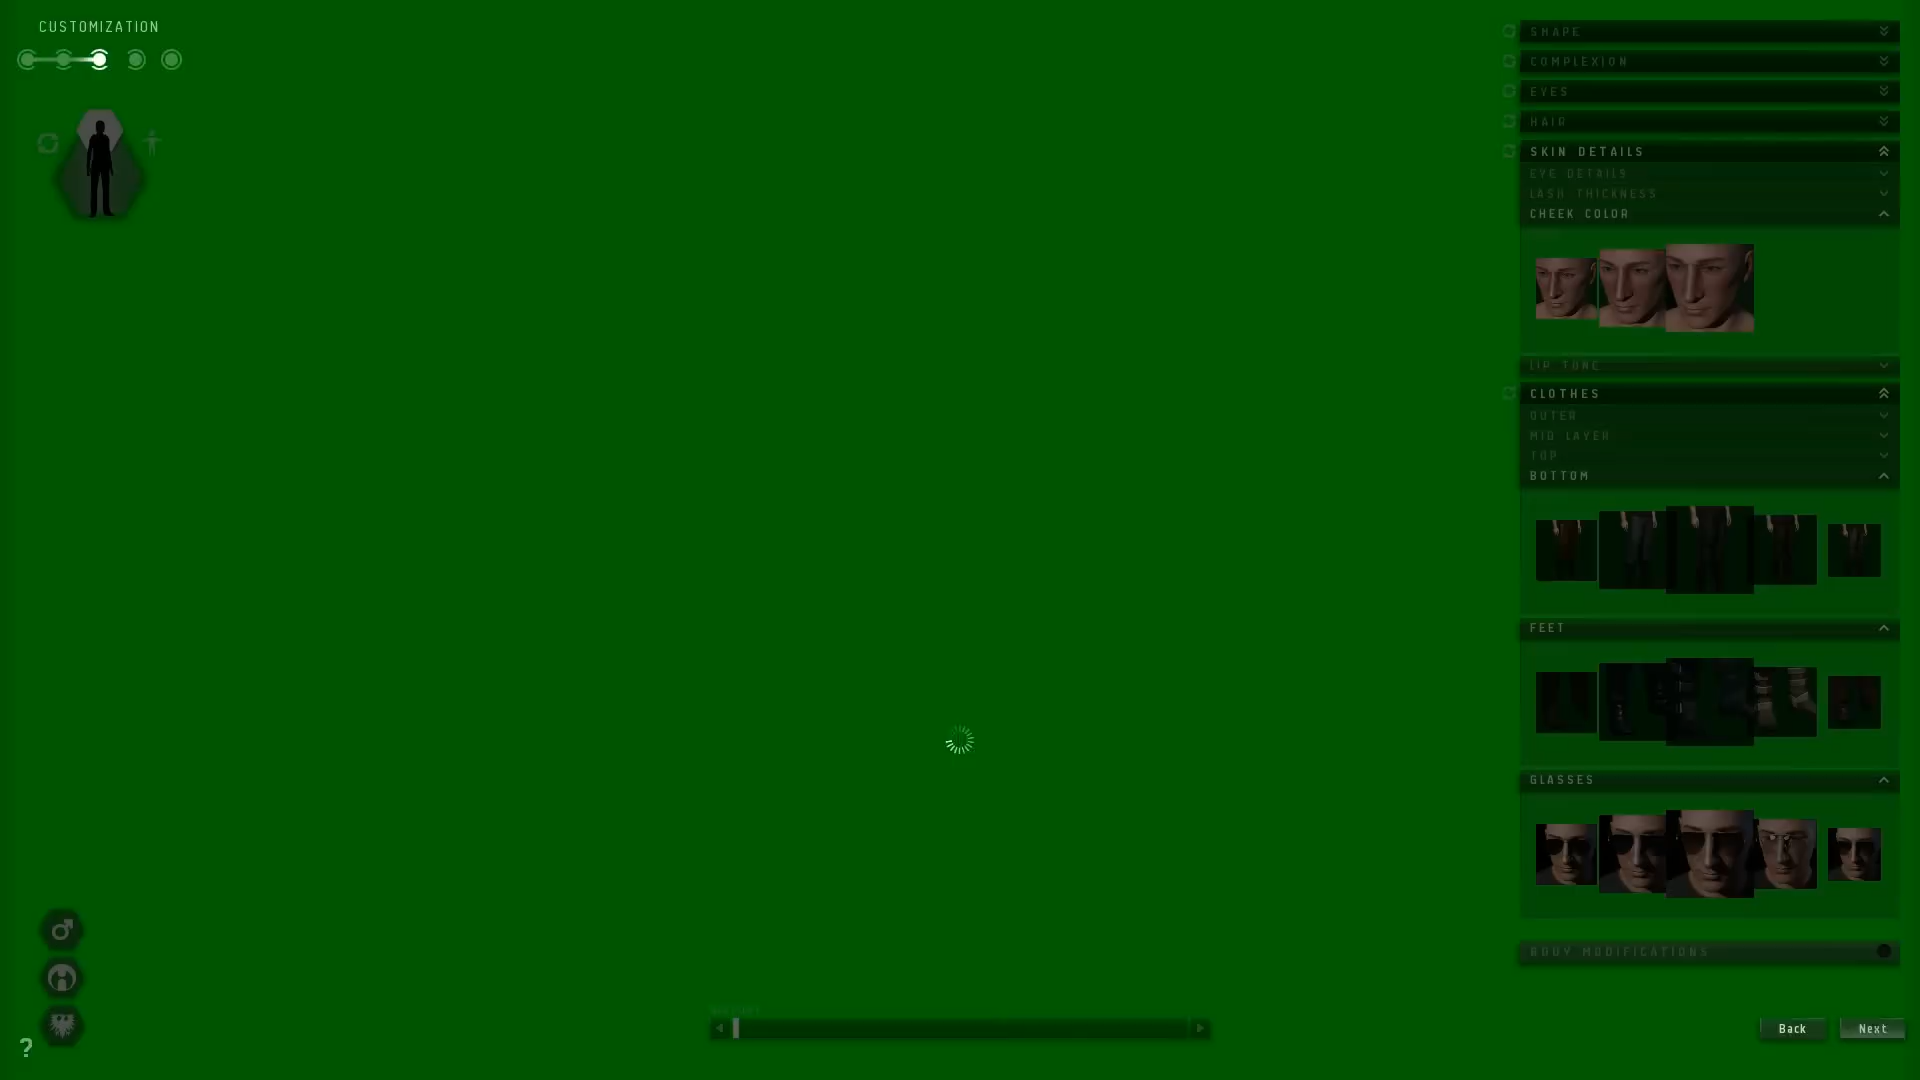 CUSTOMIZATION
SHAPE
COMPLEXION
EYES
HAIR
SKIN DETAILS
EYE DETAILS
LASH THICKNESS
CHEEK COLOR
LIP TONE
CLOTHES
OUTER
MID LAYER
TOP
BOTTOM
FEET
GLASSES
BODY MODIFICATIONS
?
Back
Next